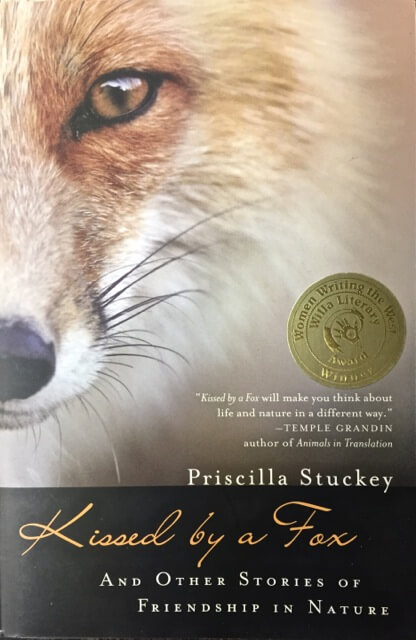 Women Writing the West
Willa Literary
Award
Winner
"Kissed by a Fox will make you think about
life and nature in a different way."
—TEMPLE GRANDIN
author of Animals in Translation
Priscilla Stuckey
Kissed by a Fox
AND OTHER STORIES OF
FRIENDSHIP IN NATURE